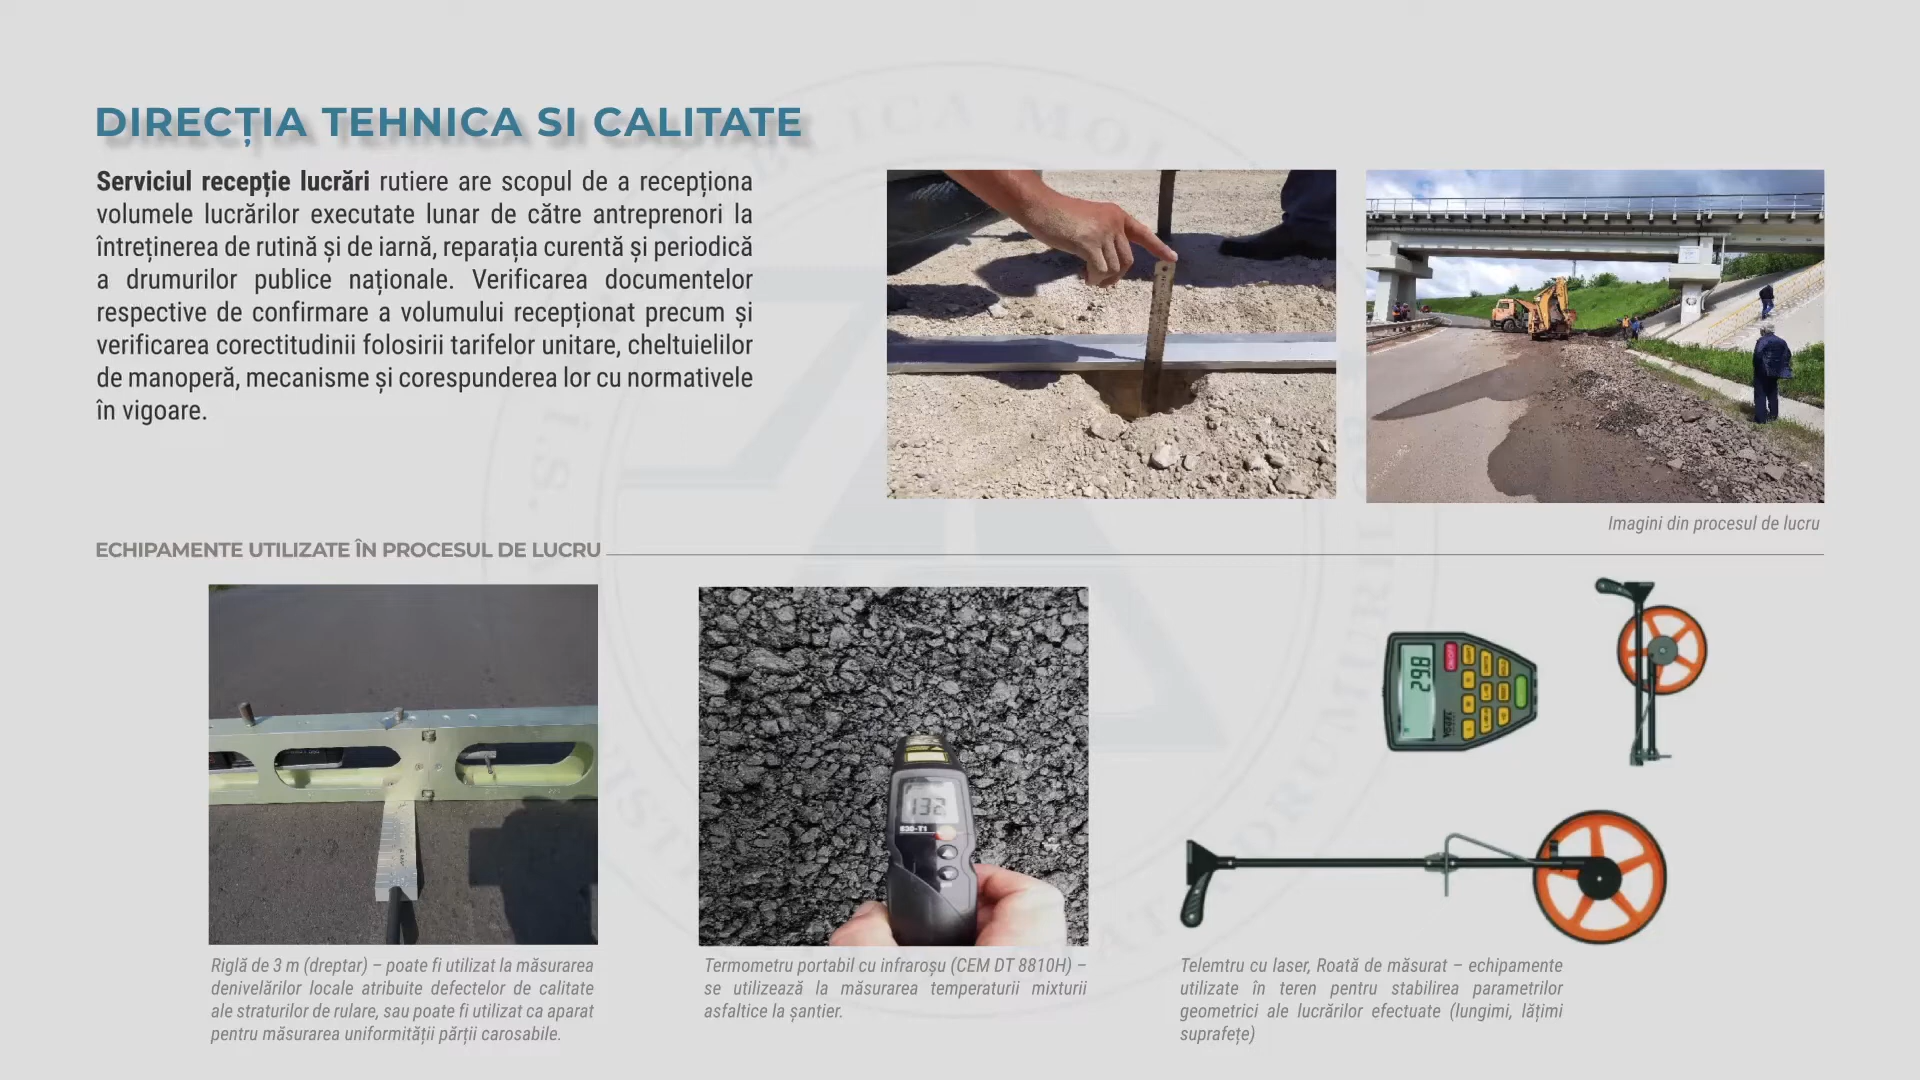 DIRECȚIA TEHNICA SI CALITATE
Serviciul recepție lucrări rutiere are scopul de a recepționa
volumele lucrărilor executate lunar de către antreprenori la
întreținerea de rutină și de iarnă, reparația curentă și periodică
a drumurilor publice naționale. Verificarea documentelor
respective de confirmare a volumului recepționat precum și
verificarea corectitudinii folosirii tarifelor unitare, cheltuielilor
de manoperă, mecanisme și corespunderea lor cu normativele
în vigoare.
Imagini din procesul de lucru
ECHIPAMENTE UTILIZATE ÎN PROCESUL DE LUCRU
29.8
132
830-T1
Riglă de 3 m (dreptar) – poate fi utilizat la măsurarea
denivelărilor locale atribuite defectelor de calitate
ale straturilor de rulare, sau poate fi utilizat ca aparat
pentru măsurarea uniformității părții carosabile.
Termometru portabil cu infraroșu (CEM DT 8810H) –
se utilizează la măsurarea temperaturii mixturii
asfaltice la șantier.
Telemtru cu laser, Roată de măsurat – echipamente
utilizate în teren pentru stabilirea parametrilor
geometrici ale lucrărilor efectuate (lungimi, lățimi
suprafețe)